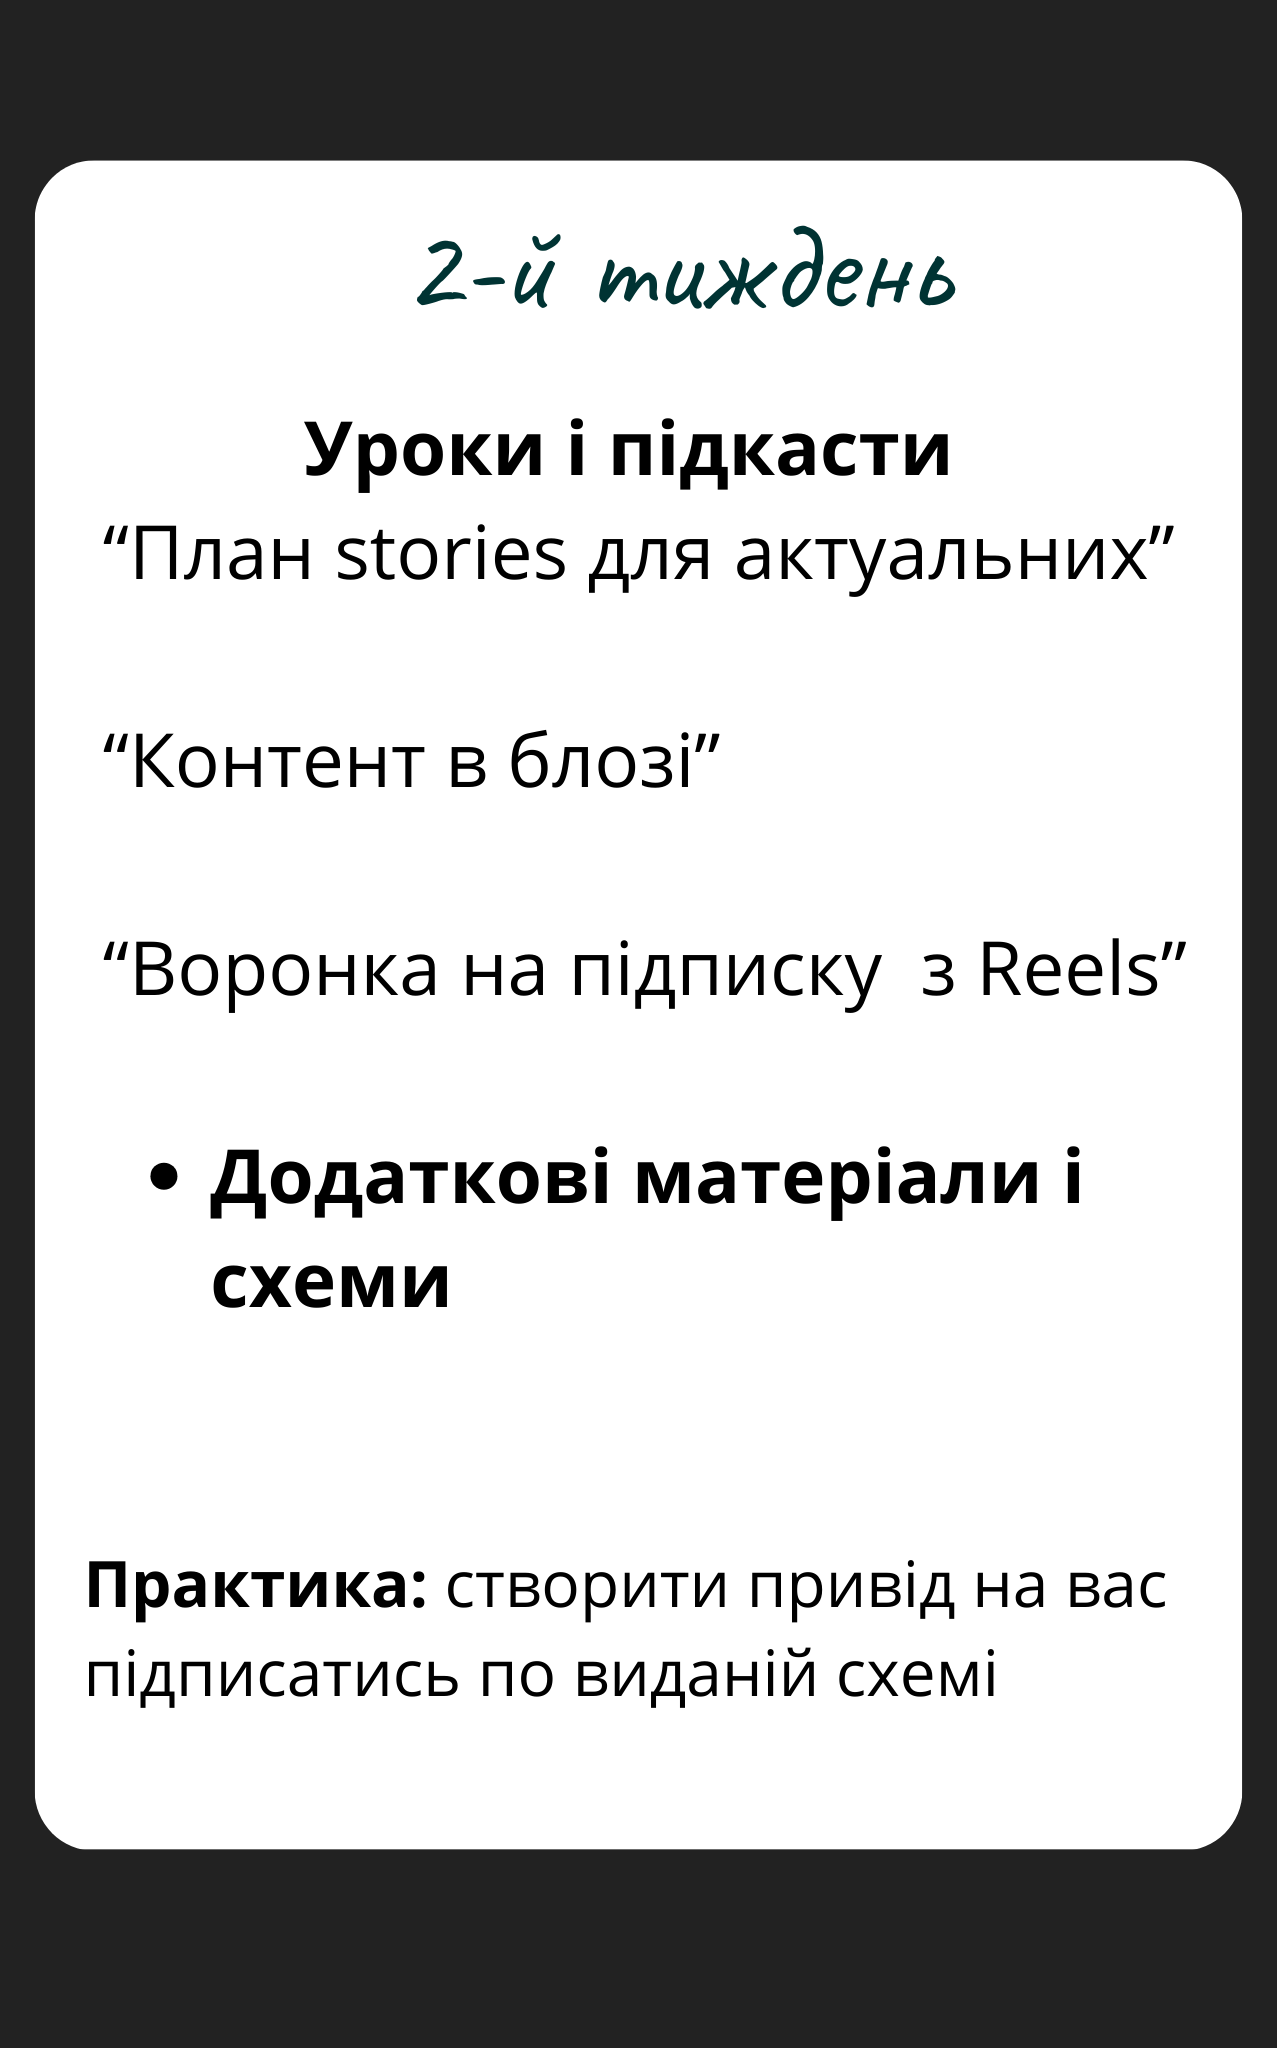 2-й тиждень
Уроки і підкасти
“План stories для актуальних”
“Контент в блозі”
“Воронка на підписку  з Reels”
• Додаткові матеріали і
схеми
Практика: створити привід на вас
підписатись по виданій схемі